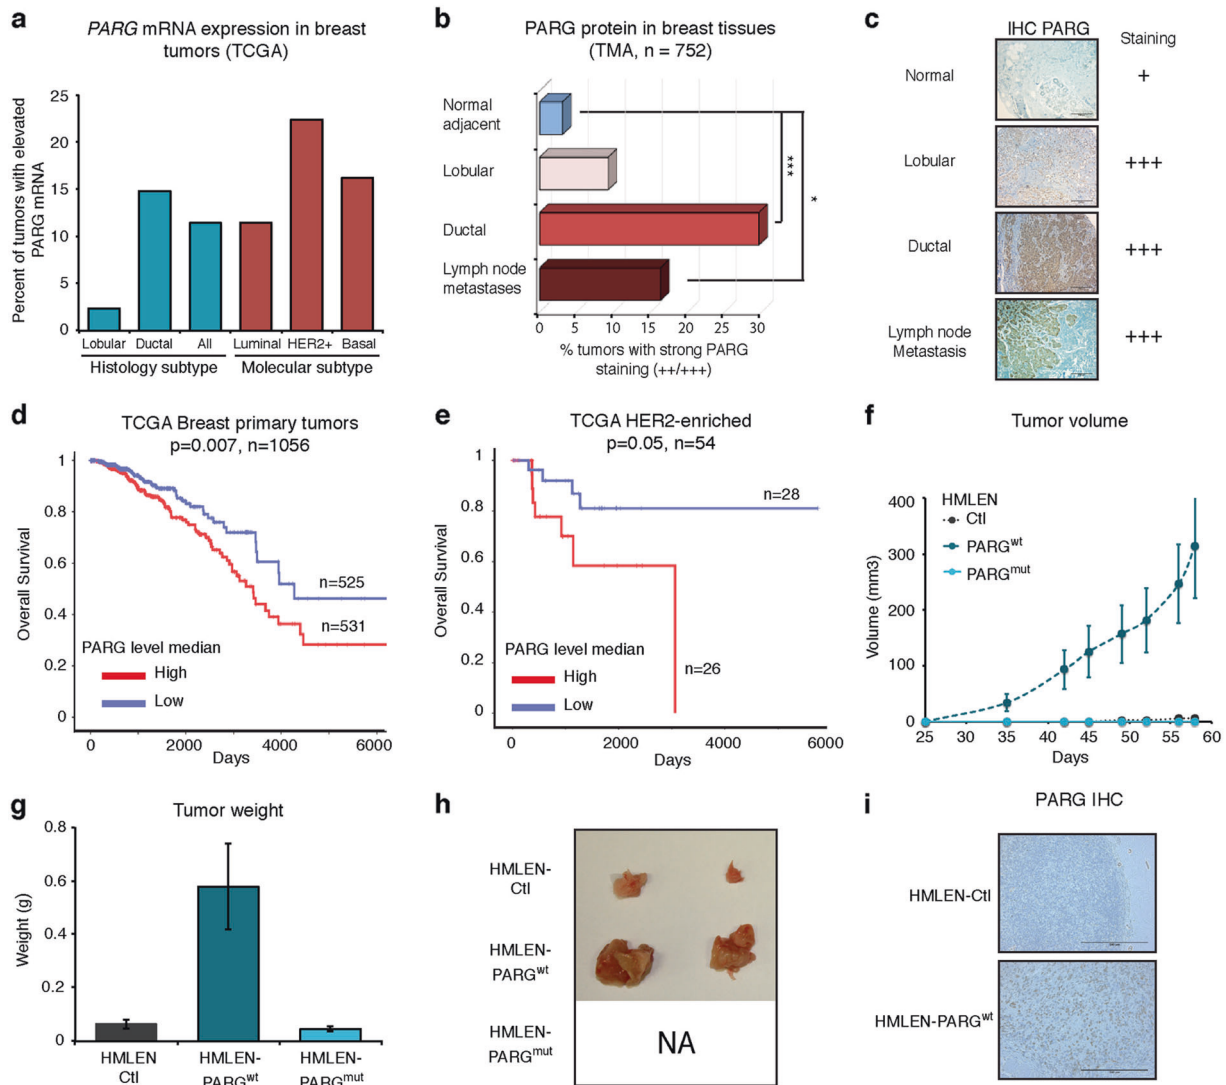 a
PARG mRNA expression in breast
tumors (TCGA)
Percent of tumors with elevated
PARG mRNA
25
20
15
10
5
0
Lobular Ductal All Luminal HER2+ Basal
Histology subtype Molecular subtype
b
PARG protein in breast tissues
(TMA, n = 752)
Normal
adjacent
Lobular
Ductal
Lymph node
metastases
***
*
0 5 10 15 20 25 30
% tumors with strong PARG
staining (++/+++)
c
IHC PARG Staining
Normal +
Lobular +++
Ductal +++
Lymph node
Metastasis +++
d
TCGA Breast primary tumors
p=0.007, n=1056
Overall Survival
1
0.8
0.6
0.4
0.2
0
n=525
n=531
PARG level median
High
Low
0 2000 4000 6000
Days
e
TCGA HER2-enriched
p=0.05, n=54
Overall Survival
1
0.8
0.6
0.4
0.2
0
n=28
n=26
PARG level median
High
Low
0 2000 4000 6000
Days
f
Tumor volume
HMLEN
Ctl
PARGwt
PARGmut
Volume (mm3)
400
300
200
100
0
25 30 35 40 45 50 55 60
Days
g
Tumor weight
Weight (g)
0.8
0.6
0.4
0.2
0
HMLEN
Ctl
HMLEN-
PARGwt
HMLEN-
PARGmut
h
HMLEN-
Ctl
HMLEN-
PARGwt
HMLEN-
PARGmut
NA
i
PARG IHC
HMLEN-Ctl
HMLEN-PARGwt